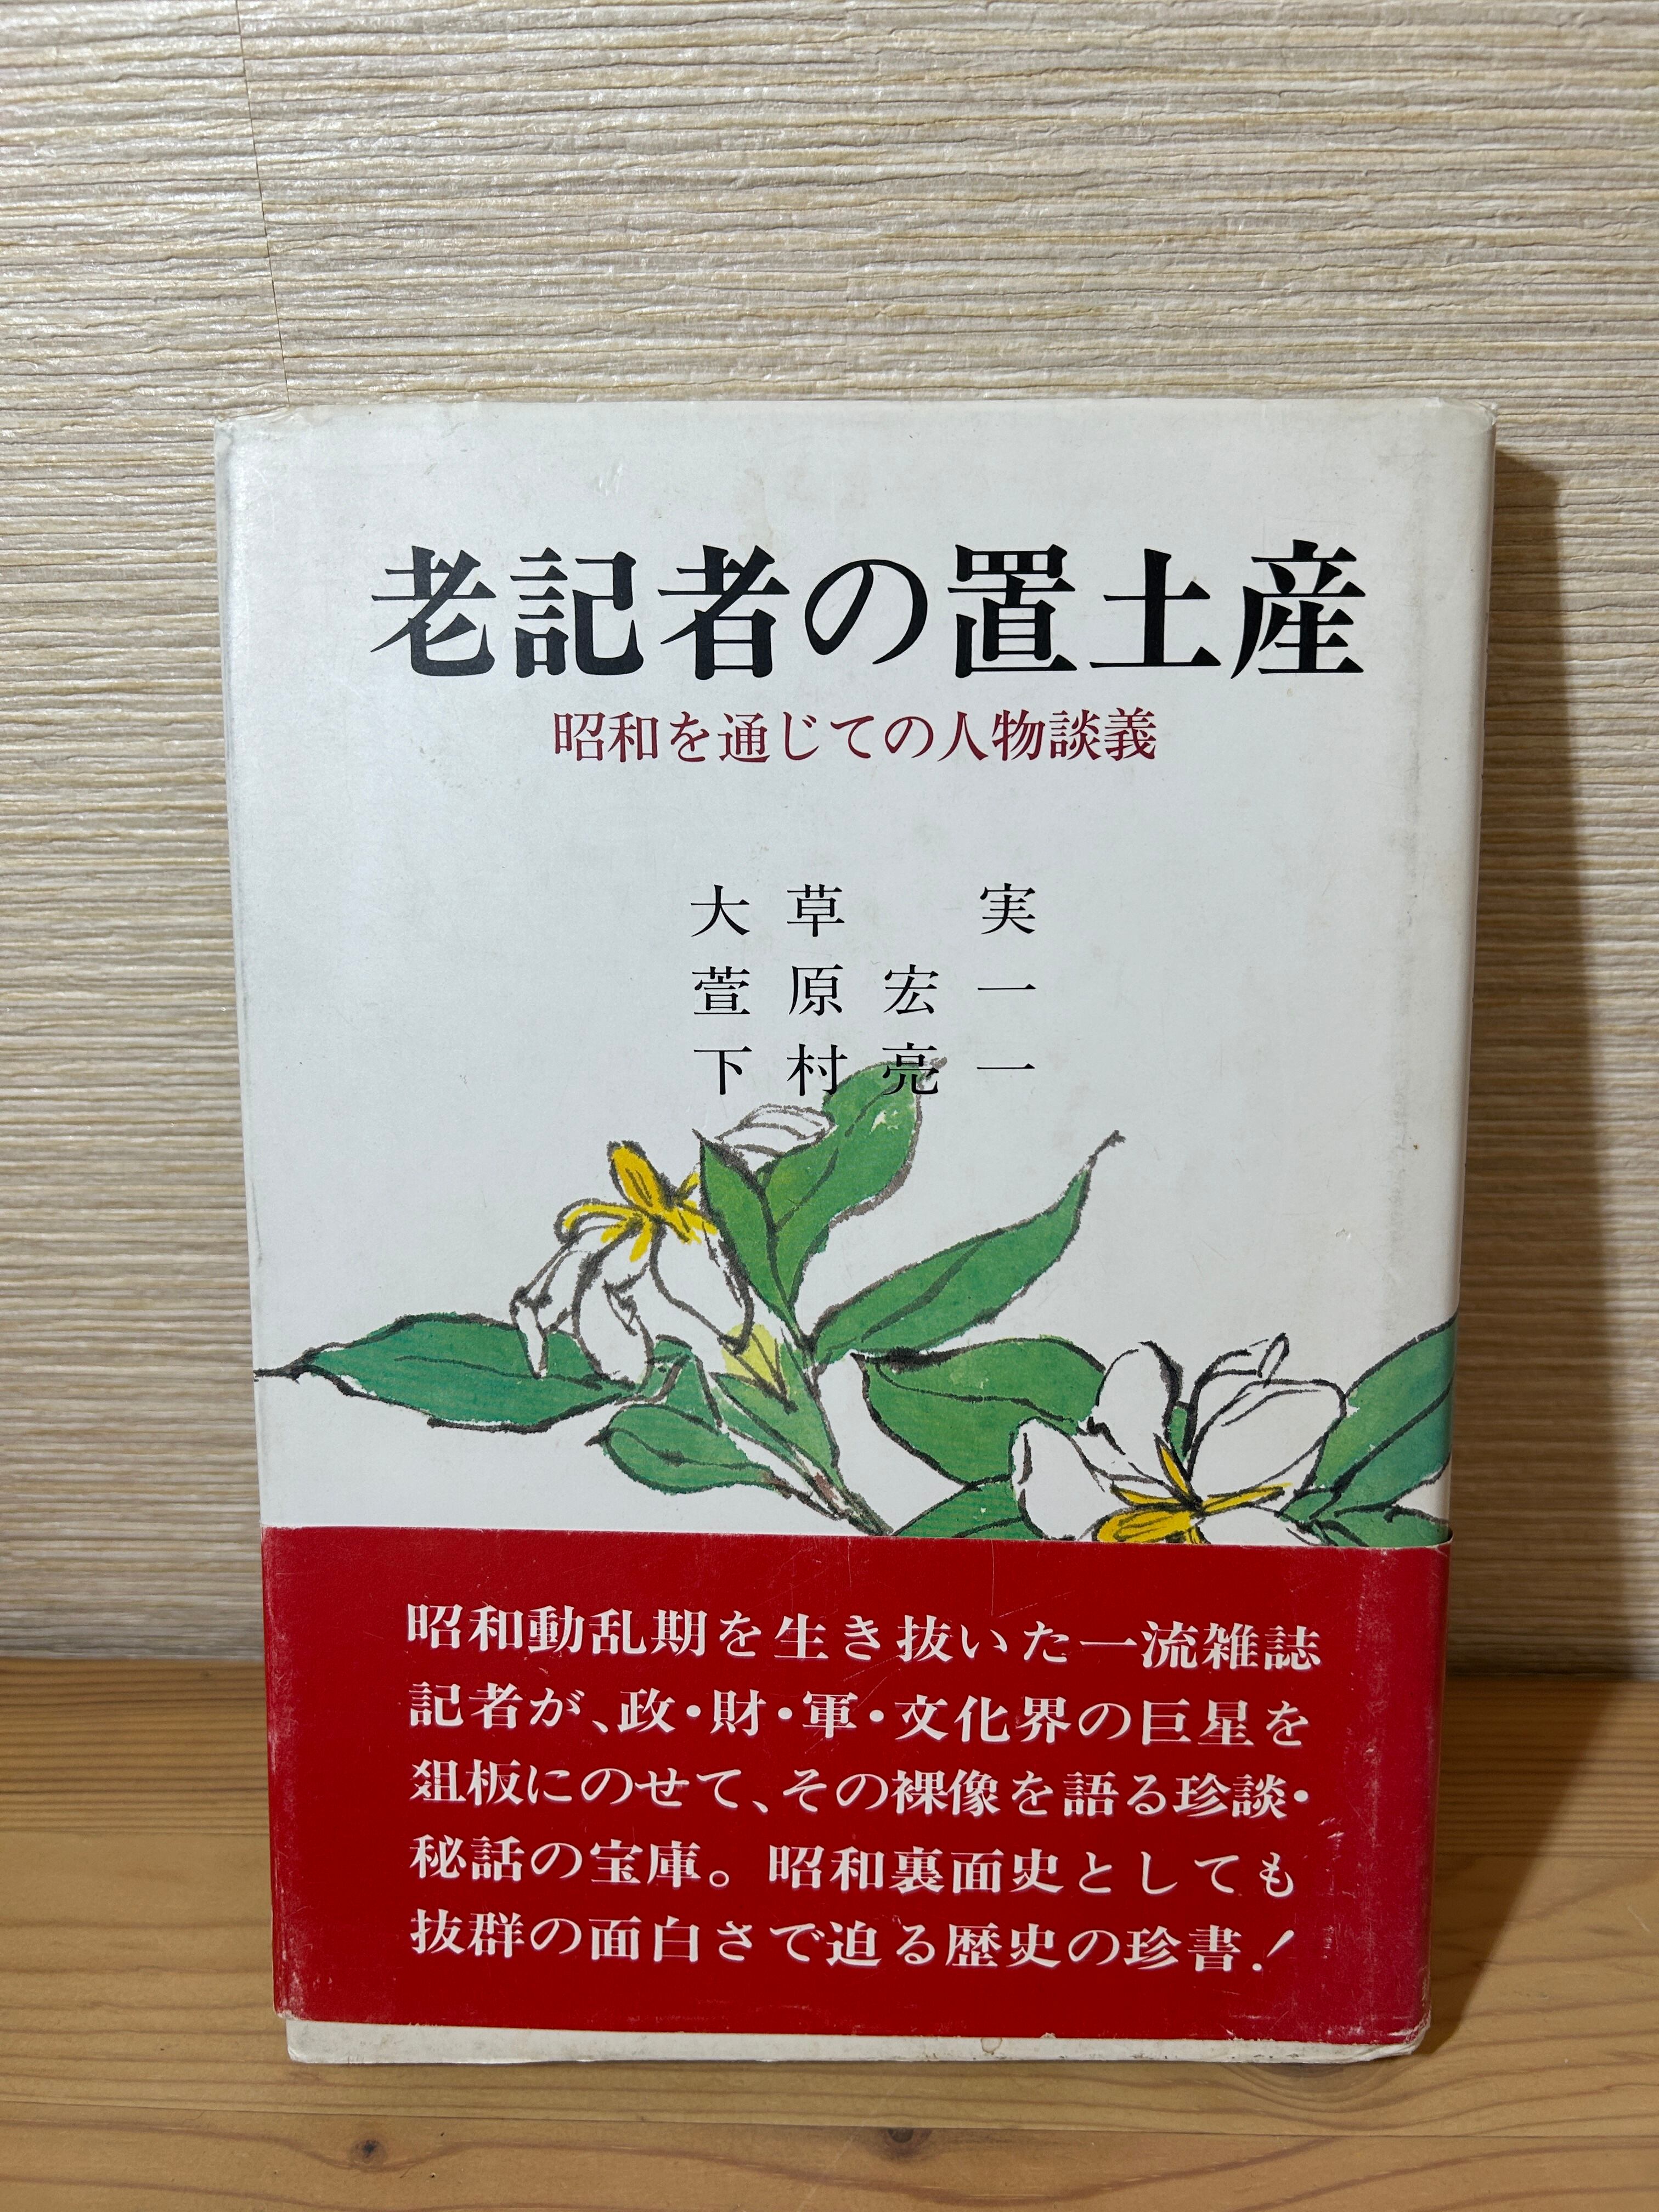 老記者の置土産
昭和を通じての人物談義
大草 実
萱原宏一
下村亮一
昭和動乱期を生き抜いた一流雑誌
記者が、政・財・軍・文化界の巨星を
爼板にのせて、その裸像を語る珍談・
秘話の宝庫。昭和裏面史としても
抜群の面白さで迫る歴史の珍書！